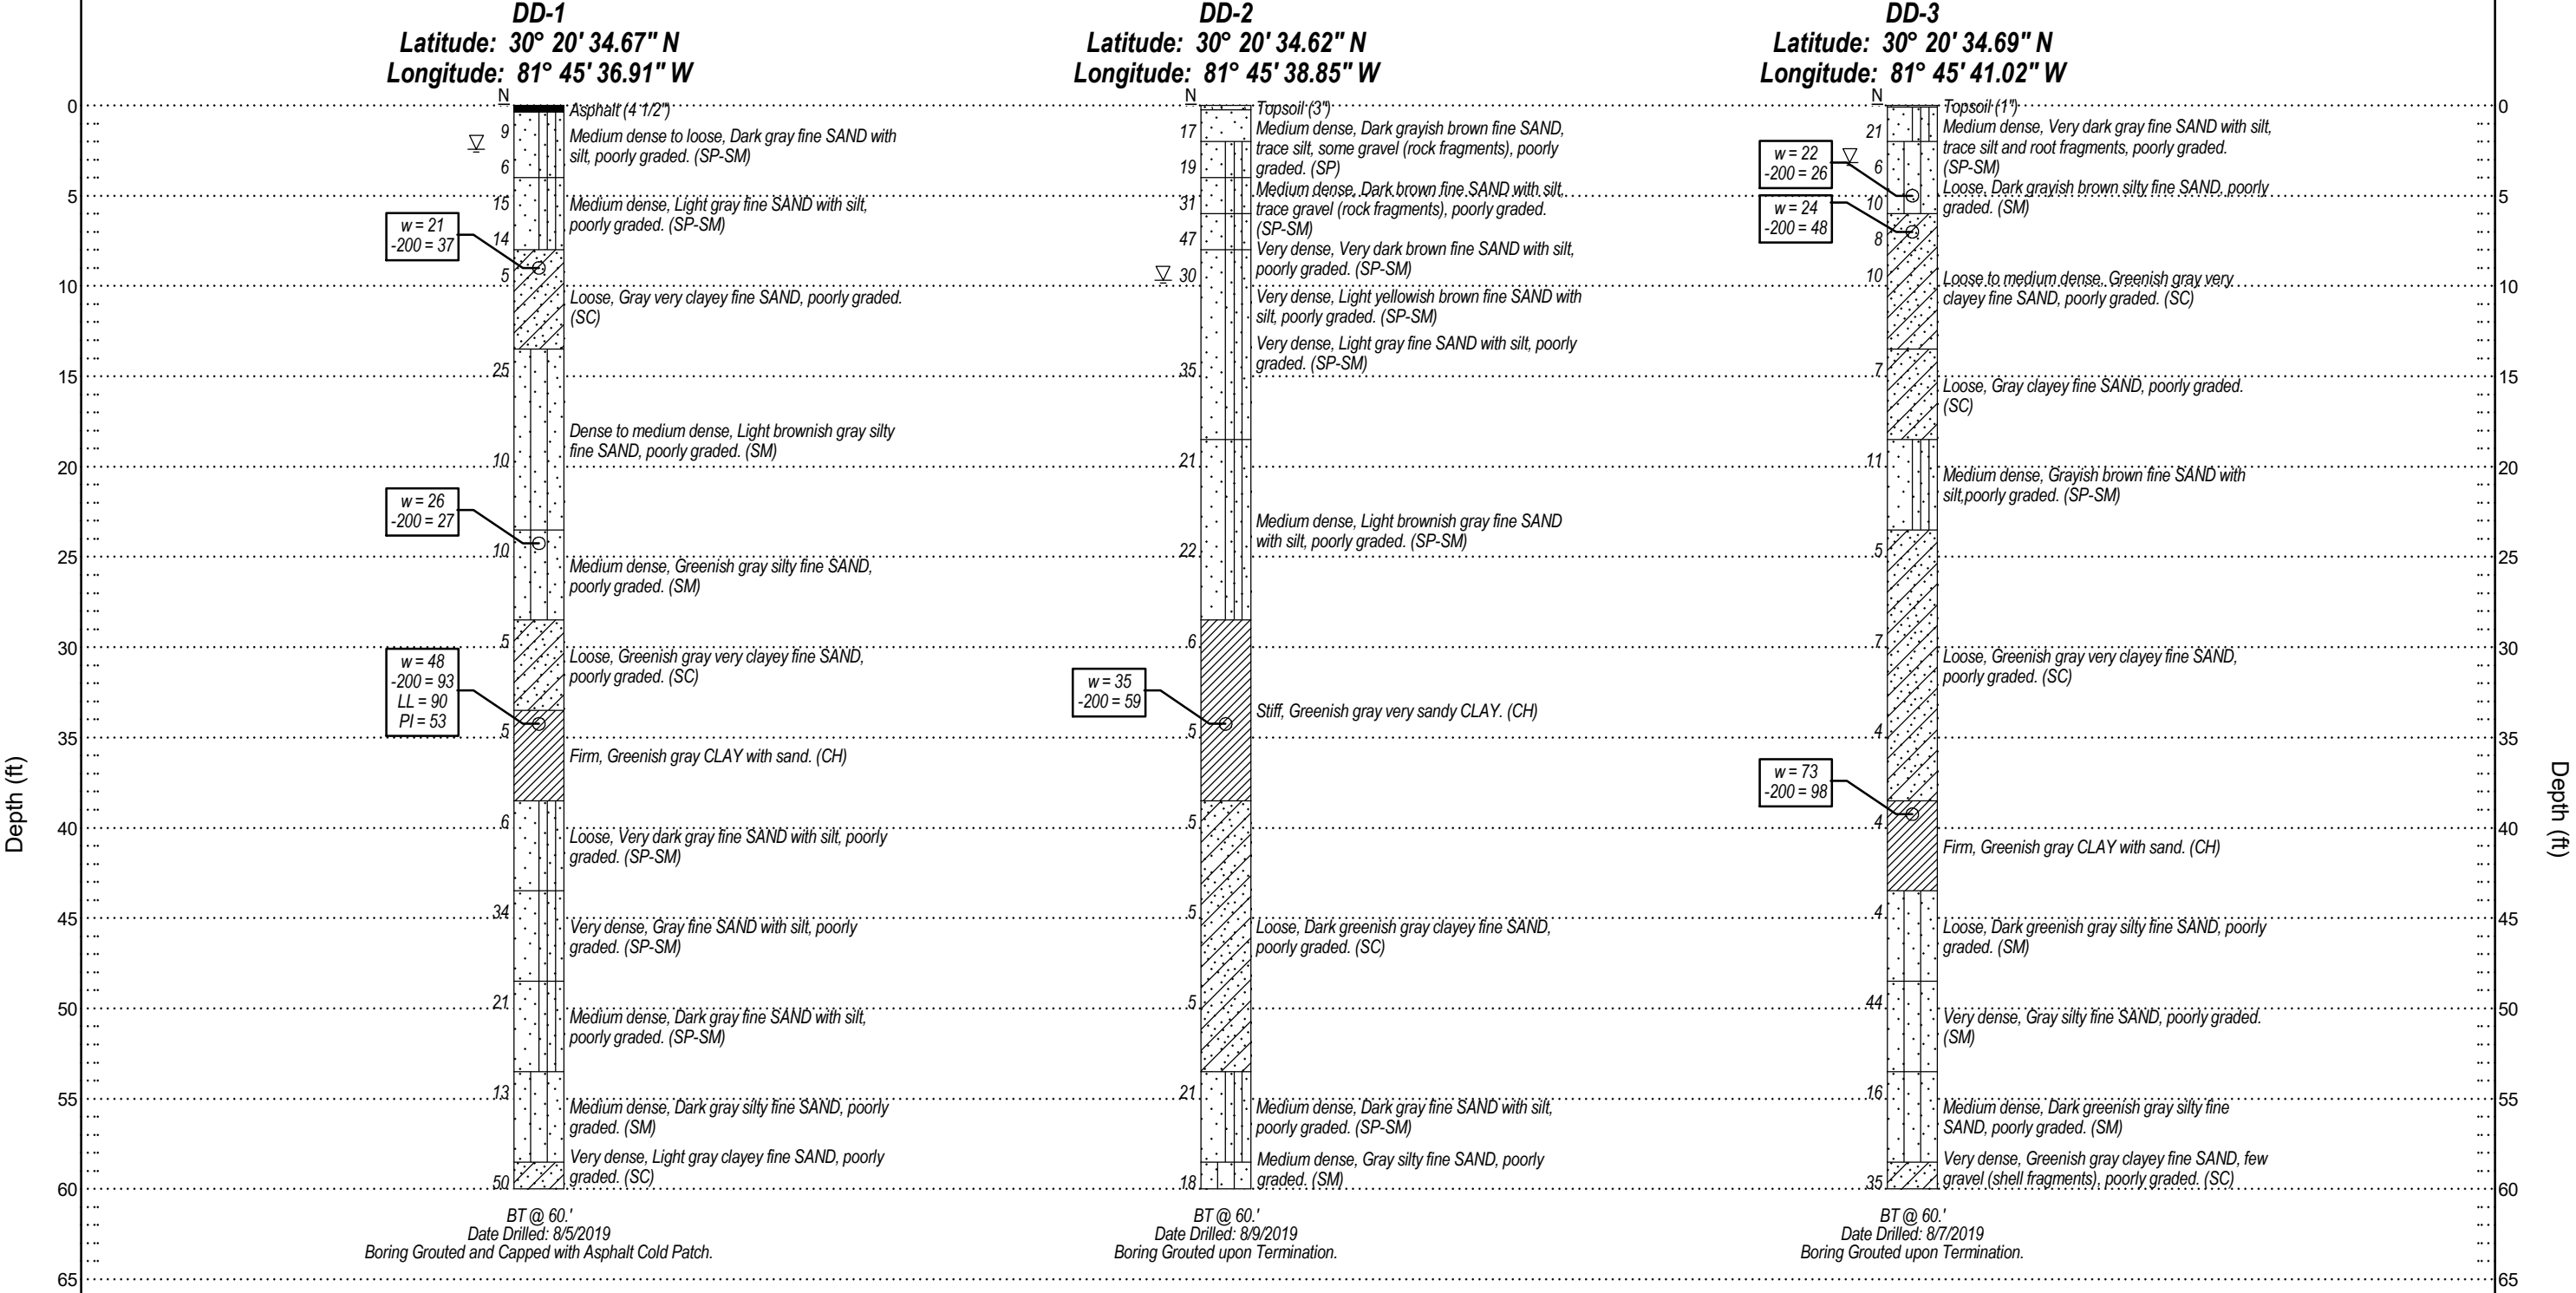 DD-1
Latitude: 30° 20' 34.67" N
Longitude: 81° 45' 36.91" W
N
Asphalt (4 1/2")
9
Medium dense to loose, Dark gray fine SAND with
silt, poorly graded. (SP-SM)
6
15
Medium dense, Light gray fine SAND with silt,
poorly graded. (SP-SM)
w = 21
-200 = 37
14
5
Loose, Gray very clayey fine SAND, poorly graded.
(SC)
25
Dense to medium dense, Light brownish gray silty
fine SAND, poorly graded. (SM)
10
w = 26
-200 = 27
10
Medium dense, Greenish gray silty fine SAND,
poorly graded. (SM)
5
Loose, Greenish gray very clayey fine SAND,
poorly graded. (SC)
w = 48
-200 = 93
LL = 90
PI = 53
5
Firm, Greenish gray CLAY with sand. (CH)
6
Loose, Very dark gray fine SAND with silt, poorly
graded. (SP-SM)
34
Very dense, Gray fine SAND with silt, poorly
graded. (SP-SM)
21
Medium dense, Dark gray fine SAND with silt,
poorly graded. (SP-SM)
13
Medium dense, Dark gray silty fine SAND, poorly
graded. (SM)
Very dense, Light gray clayey fine SAND, poorly
graded. (SC)
50
BT @ 60.'
Date Drilled: 8/5/2019
Boring Grouted and Capped with Asphalt Cold Patch.
DD-2
Latitude: 30° 20' 34.62" N
Longitude: 81° 45' 38.85" W
N
Topsoil (3")
17
Medium dense, Dark grayish brown fine SAND,
trace silt, some gravel (rock fragments), poorly
graded. (SP)
19
Medium dense, Dark brown fine SAND with silt,
trace gravel (rock fragments), poorly graded.
(SP-SM)
31
47
Very dense, Very dark brown fine SAND with silt,
poorly graded. (SP-SM)
30
Very dense, Light yellowish brown fine SAND with
silt, poorly graded. (SP-SM)
Very dense, Light gray fine SAND with silt, poorly
graded. (SP-SM)
35
21
Medium dense, Light brownish gray fine SAND
with silt, poorly graded. (SP-SM)
22
6
w = 35
-200 = 59
Stiff, Greenish gray very sandy CLAY. (CH)
5
5
5
Loose, Dark greenish gray clayey fine SAND,
poorly graded. (SC)
5
21
Medium dense, Dark gray fine SAND with silt,
poorly graded. (SP-SM)
Medium dense, Gray silty fine SAND, poorly
graded. (SM)
18
BT @ 60.'
Date Drilled: 8/9/2019
Boring Grouted upon Termination.
DD-3
Latitude: 30° 20' 34.69" N
Longitude: 81° 45' 41.02" W
N
Topsoil (1")
21
Medium dense, Very dark gray fine SAND with silt,
trace silt and root fragments, poorly graded.
(SP-SM)
w = 22
-200 = 26
6
Loose, Dark grayish brown silty fine SAND, poorly
graded. (SM)
w = 24
-200 = 48
10
8
10
Loose to medium dense, Greenish gray very
clayey fine SAND, poorly graded. (SC)
7
Loose, Gray clayey fine SAND, poorly graded.
(SC)
11
Medium dense, Grayish brown fine SAND with
silt,poorly graded. (SP-SM)
5
7
Loose, Greenish gray very clayey fine SAND,
poorly graded. (SC)
4
w = 73
-200 = 98
4
Firm, Greenish gray CLAY with sand. (CH)
4
Loose, Dark greenish gray silty fine SAND, poorly
graded. (SM)
44
Very dense, Gray silty fine SAND, poorly graded.
(SM)
16
Medium dense, Dark greenish gray silty fine
SAND, poorly graded. (SM)
Very dense, Greenish gray clayey fine SAND, few
gravel (shell fragments), poorly graded. (SC)
35
BT @ 60.'
Date Drilled: 8/7/2019
Boring Grouted upon Termination.
Depth (ft)
0
5
10
15
20
25
30
35
40
45
50
55
60
65
Depth (ft)
0
5
10
15
20
25
30
35
40
45
50
55
60
65